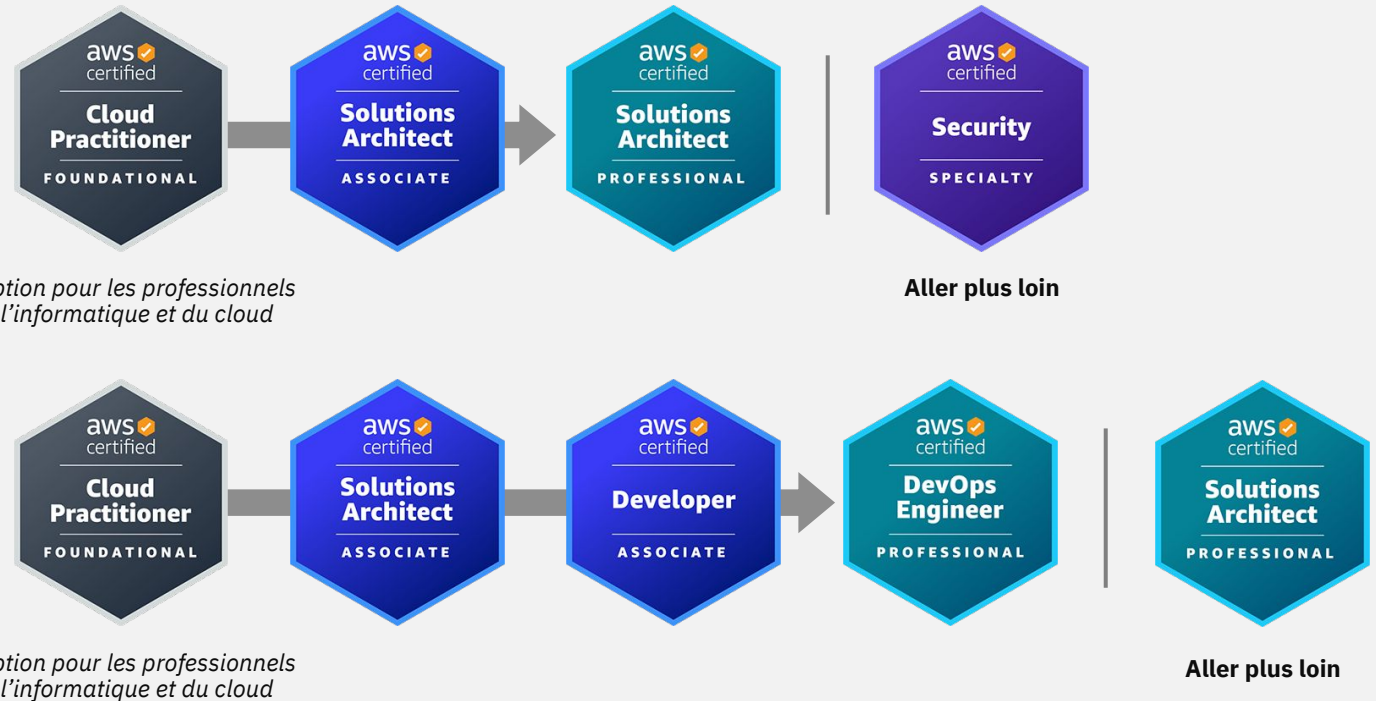 aws
certified
Cloud
Practitioner
FOUNDATIONAL
aws
certified
Solutions
Architect
ASSOCIATE
aws
certified
Solutions
Architect
PROFESSIONAL
aws
certified
Security
SPECIALTY
pour les professionnels
l’informatique et du cloud
Aller plus loin
aws
certified
Cloud
Practitioner
FOUNDATIONAL
aws
certified
Solutions
Architect
ASSOCIATE
aws
certified
Developer
ASSOCIATE
aws
certified
DevOps
Engineer
PROFESSIONAL
aws
certified
Solutions
Architect
PROFESSIONAL
pour les professionnels
l’informatique et du cloud
Aller plus loin